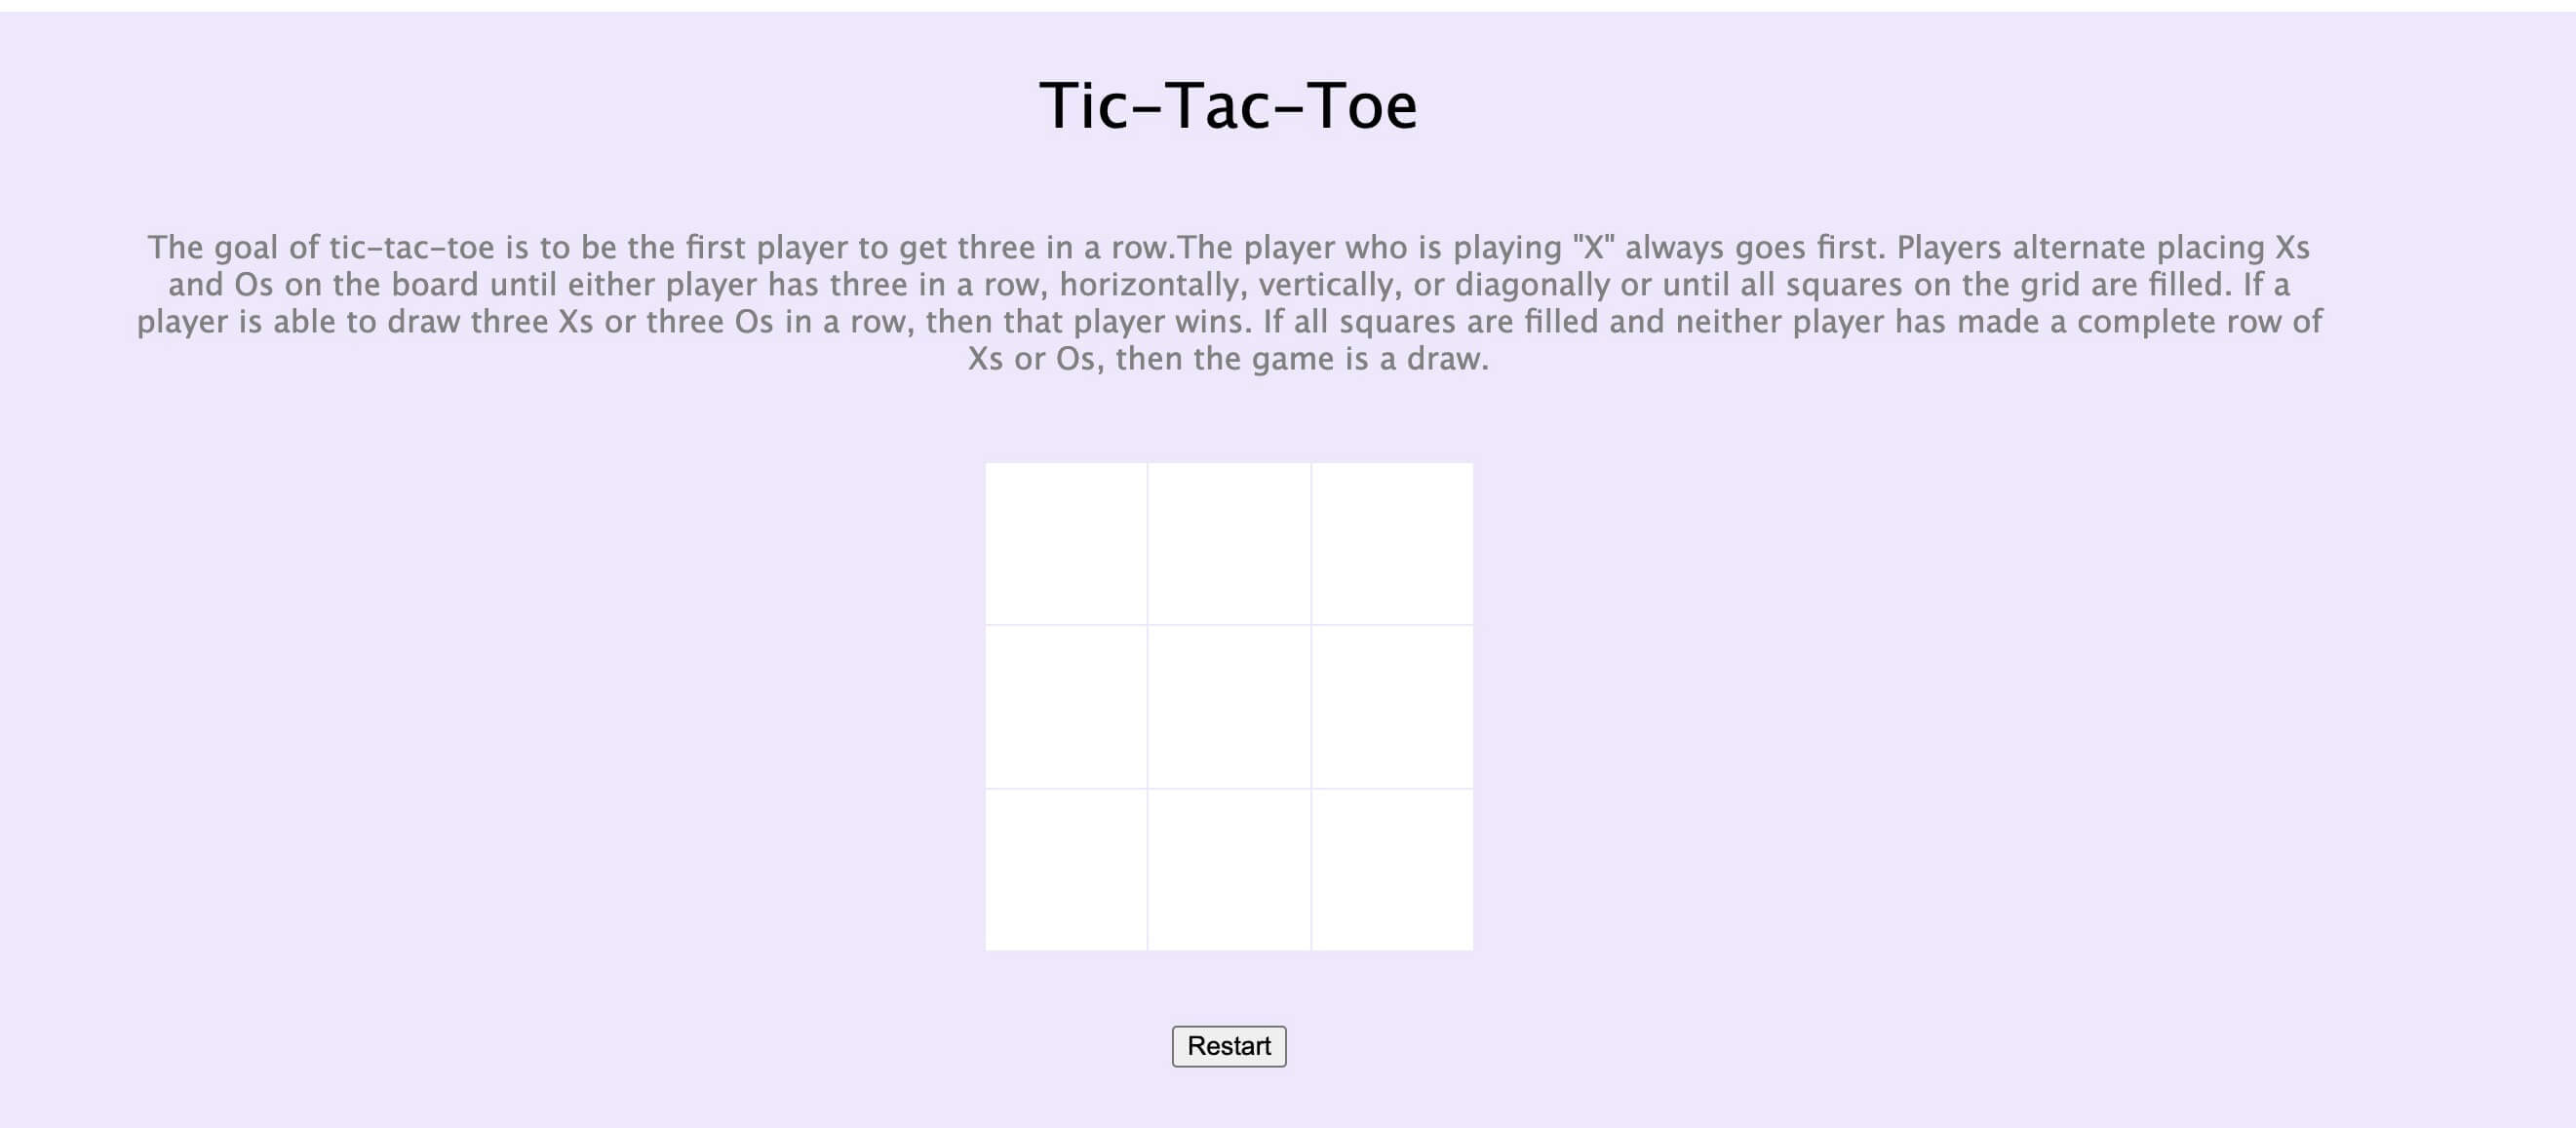 Tic-Tac-Toe
The goal of tic-tac-toe is to be the first player to get three in a row.The player who is playing "X" always goes first. Players alternate placing Xs
and Os on the board until either player has three in a row, horizontally, vertically, or diagonally or until all squares on the grid are filled. If a
player is able to draw three Xs or three Os in a row, then that player wins. If all squares are filled and neither player has made a complete row of
Xs or Os, then the game is a draw.
Restart